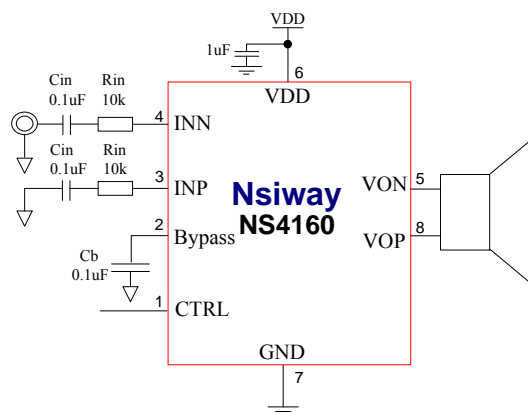 VDD
1uF
6
VDD
Cin
0.1uF
Rin
10k
4
INN
Cin
0.1uF
Rin
10k
3
INP
2
Bypass
Cb
0.1uF
1
CTRL
Nsiway
NS4160
VON
5
VOP
8
GND
7